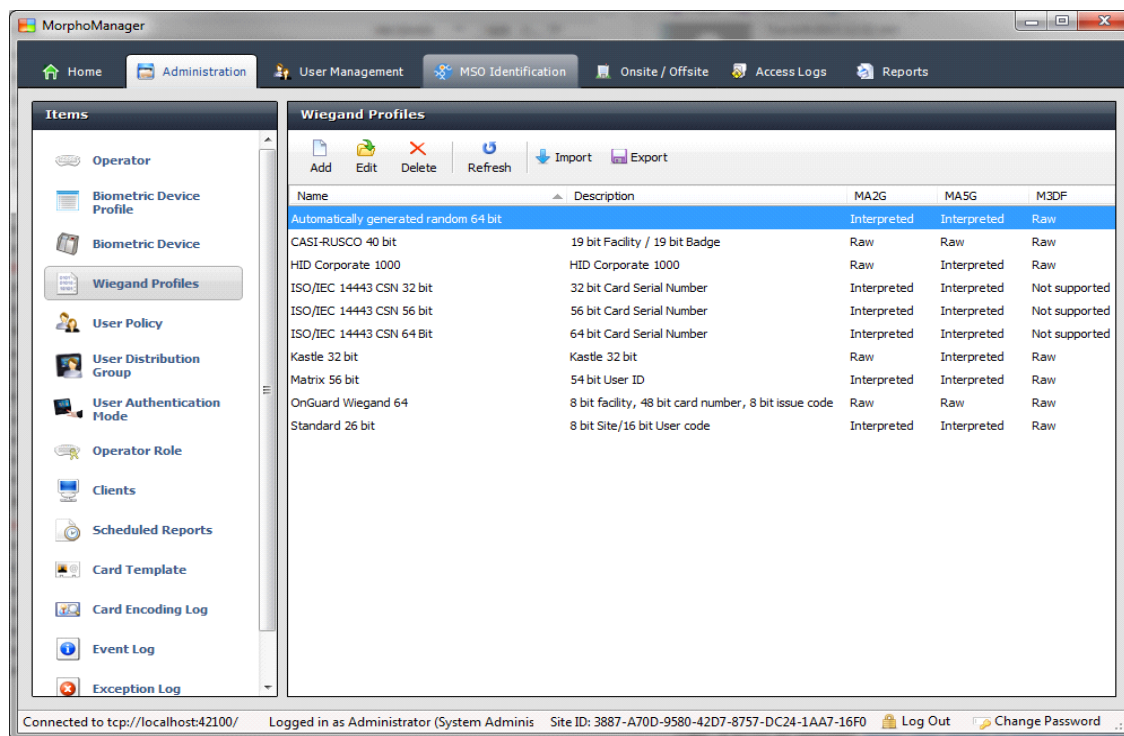 MorphoManager
Home Administration User Management MSO Identification Onsite / Offsite Access Logs Reports
Items
Operator
Biometric Device
Profile
Biometric Device
Wiegand Profiles
User Policy
User Distribution
Group
User Authentication
Mode
Operator Role
Clients
Scheduled Reports
Card Template
Card Encoding Log
Event Log
Exception Log
Wiegand Profiles
Add Edit Delete Refresh Import Export
Name Description MA2G MA5G M3DF
Automatically generated random 64 bit Interpreted Interpreted Raw
CASI-RUSCO 40 bit 19 bit Facility / 19 bit Badge Raw Raw Raw
HID Corporate 1000 HID Corporate 1000 Raw Interpreted Raw
ISO/IEC 14443 CSN 32 bit 32 bit Card Serial Number Interpreted Interpreted Not supported
ISO/IEC 14443 CSN 56 bit 56 bit Card Serial Number Interpreted Interpreted Not supported
ISO/IEC 14443 CSN 64 Bit 64 bit Card Serial Number Interpreted Interpreted Not supported
Kastle 32 bit Kastle 32 bit Raw Interpreted Raw
Matrix 56 bit 54 bit User ID Interpreted Interpreted Raw
OnGuard Wiegand 64 8 bit facility, 48 bit card number, 8 bit issue code Raw Raw Raw
Standard 26 bit 8 bit Site/16 bit User code Interpreted Interpreted Raw
Connected to tcp://localhost:42100/ Logged in as Administrator (System Adminis Site ID: 3887-A70D-9580-42D7-8757-DC24-1AA7-16F0 Log Out Change Password